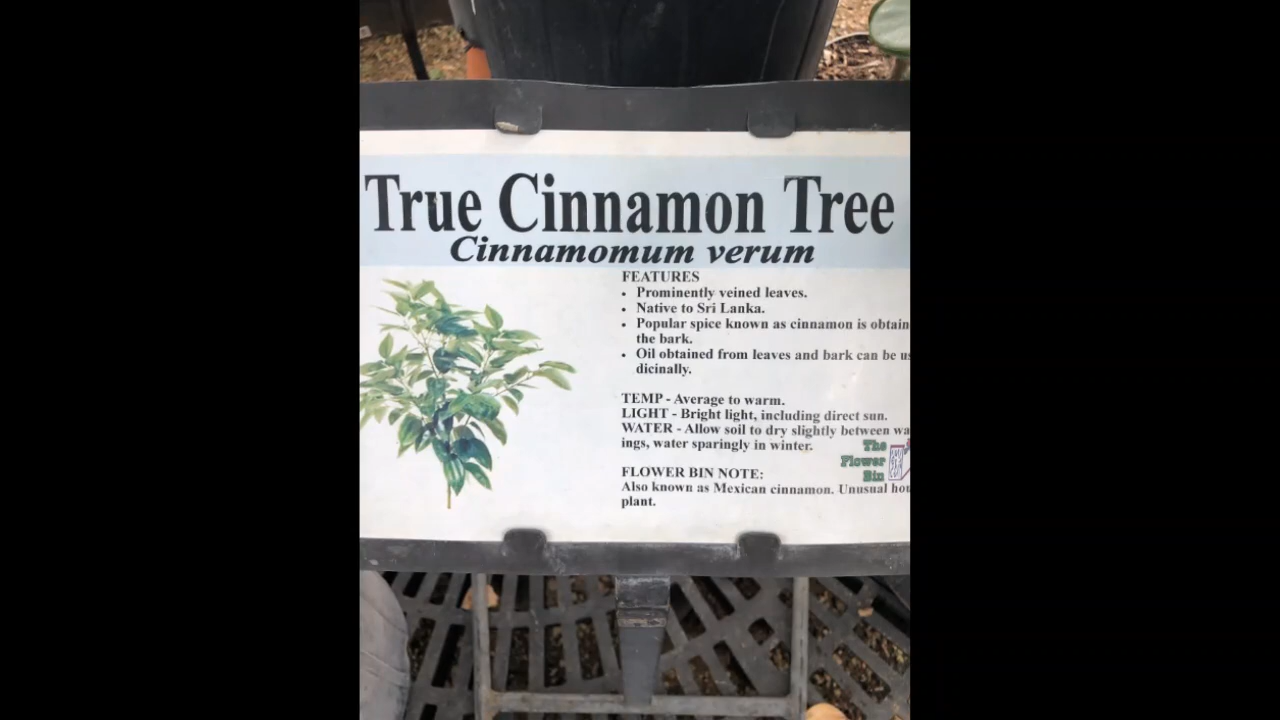 True Cinnamon Tree
Cinnamomum verum
FEATURES
• Prominently veined leaves.
• Native to Sri Lanka.
• Popular spice known as cinnamon is obtain
the bark.
• Oil obtained from leaves and bark can be us
dicinally.
TEMP - Average to warm.
LIGHT - Bright light, including direct sun.
WATER - Allow soil to dry slightly between wa
ings, water sparingly in winter.
The
Flower
Bin
FLOWER BIN NOTE:
Also known as Mexican cinnamon. Unusual hou
plant.